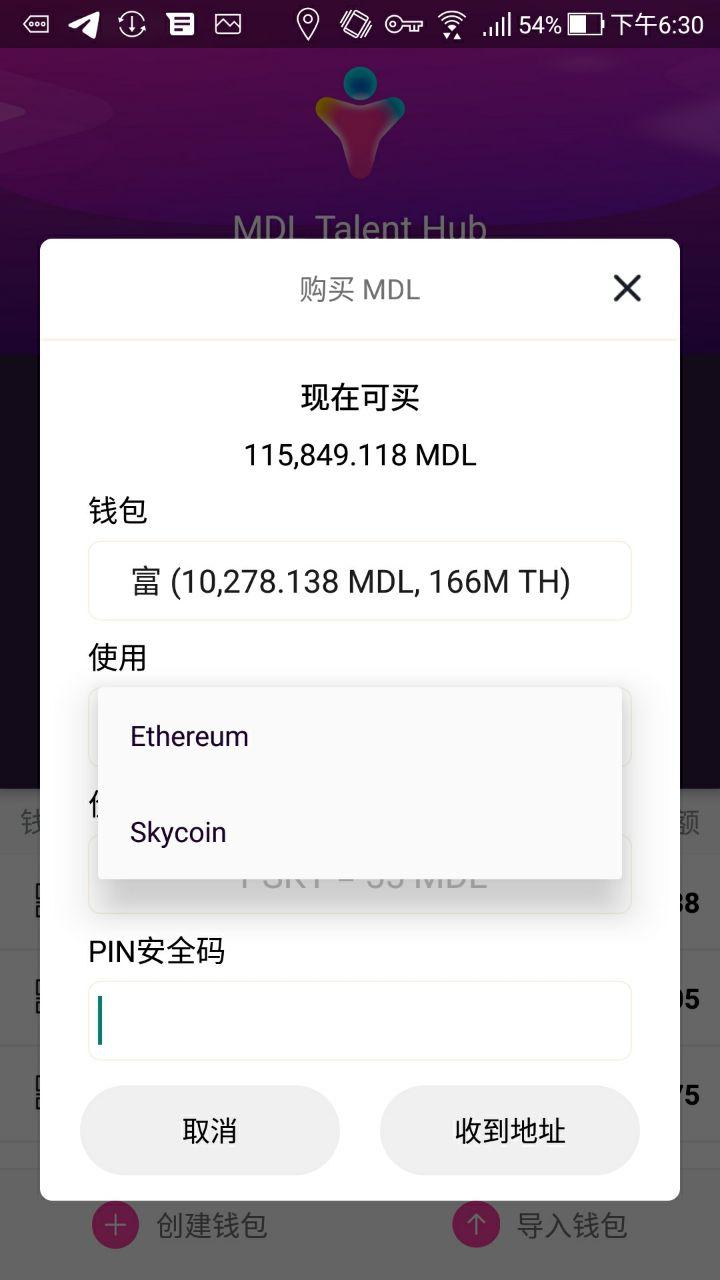 54% 下午6:30
MDL Talent Hub
购买 MDL
现在可买
115,849.118 MDL
钱包
富 (10,278.138 MDL, 166M TH)
使用
Ethereum
Skycoin
额
PIN安全码
取消
收到地址
创建钱包
导入钱包